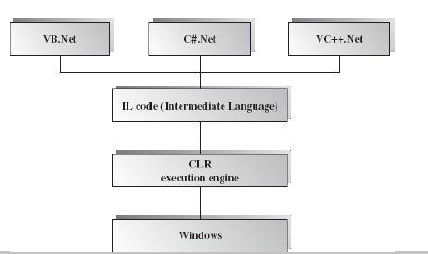 VB.Net
C#.Net
VC++.Net
IL code (Intermediate Language)
CLR
execution engine
Windows